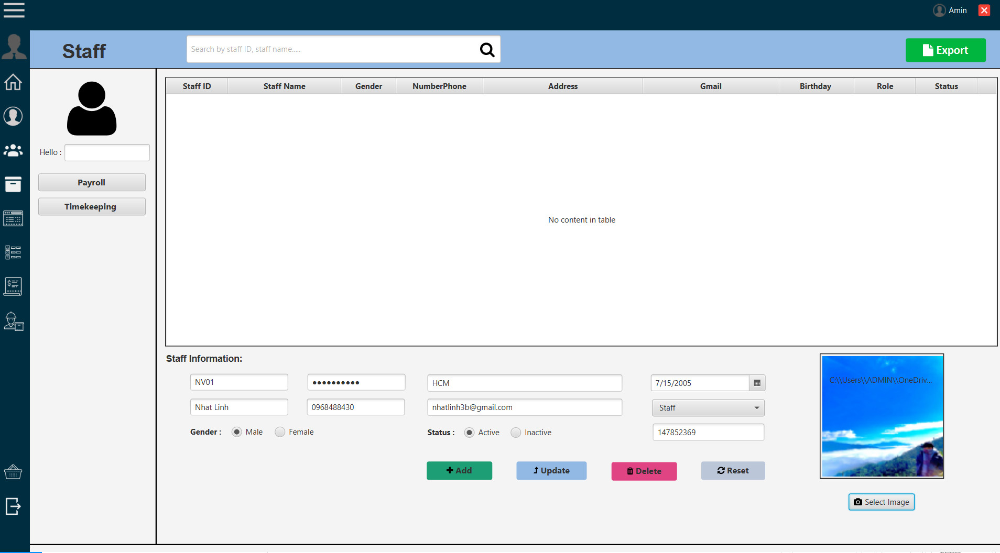 Amin
Staff
Search by staff ID, staff name.....
Export
Staff ID Staff Name Gender NumberPhone Address Gmail Birthday Role Status
Hello :
Payroll
Timekeeping
No content in table
Staff Information:
NV01 ●●●●●●●●●● HCM 7/15/2005
C:\\Users\\ADMIN\\OneDriv...
Nhat Linh 0968488430 nhatlinh3b@gmail.com Staff
Gender : Male Female Status : Active Inactive 147852369
Add Update Delete Reset
Select Image